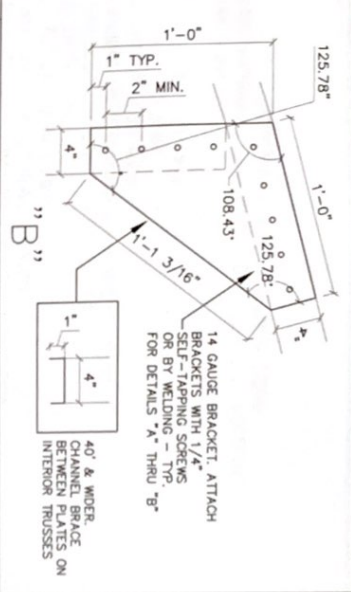 1'-0"
1" TYP.
2" MIN.
4"
125.78°
1'-0"
108.43°
125.78°
4"
1'-1 3/16"
"B"
14 GAUGE BRACKET. ATTACH
BRACKETS WITH 1/4"
SELF-TAPPING SCREWS
OR BY WELDING - TYP.
FOR DETAILS "A" THRU "B"
1"
4"
40' & WIDER.
CHANNEL BRACE
BETWEEN PLATES ON
INTERIOR TRUSSES